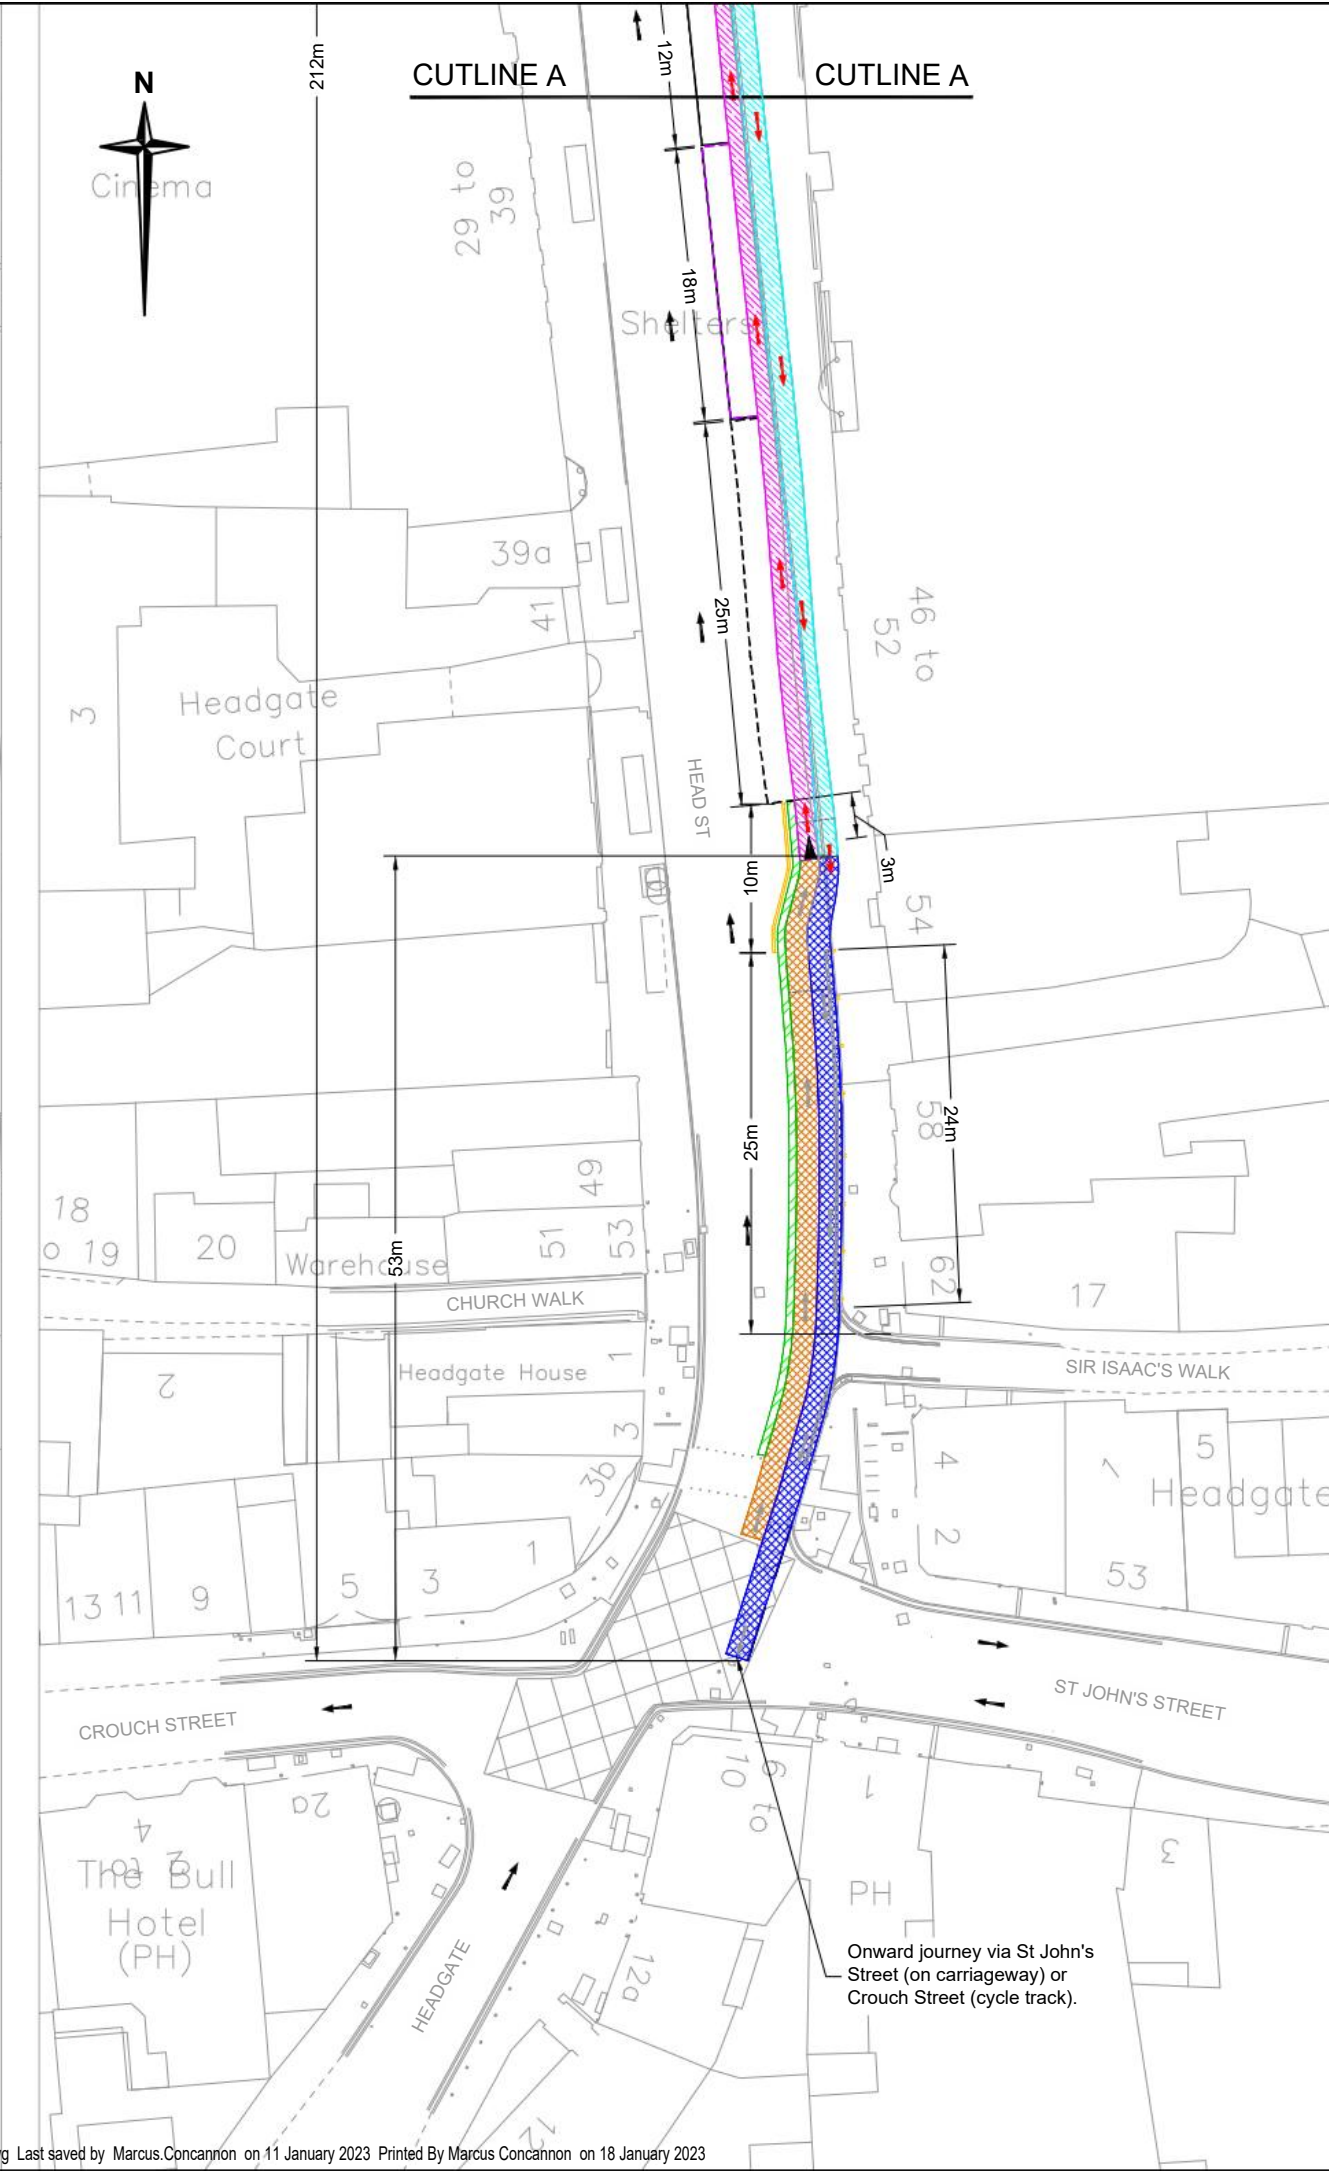 212m
12m
CUTLINE A
CUTLINE A
N
Cinema
29 to
39
18m
Shelters
39a
41
25m
46 to
52
3
Headgate
Court
HEAD ST
10m
3m
54
58
24m
25m
49
18
o 19
20
51
53
Warehouse
53m
CHURCH WALK
62
17
SIR ISAAC'S WALK
2
Headgate House
1
3
3b
4
2
1
5
Headgate
53
13 11
9
5
3
1
ST JOHN'S STREET
CROUCH STREET
2a
2 to
4
The Bull
Hotel
(PH)
6 to
10
1
PH
3
HEADGATE
12a
12
Onward journey via St John's
Street (on carriageway) or
Crouch Street (cycle track).
g Last saved by Marcus.Concannon on 11 January 2023 Printed By Marcus Concannon on 18 January 2023